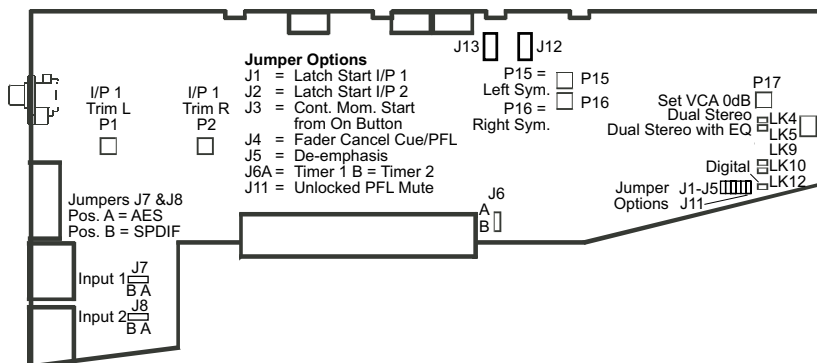 J13
J12
Jumper Options
J1 = Latch Start I/P 1
J2 = Latch Start I/P 2
J3 = Cont. Mom. Start
from On Button
J4 = Fader Cancel Cue/PFL
J5 = De-emphasis
J6A = Timer 1 B = Timer 2
J11 = Unlocked PFL Mute
I/P 1
Trim L
P1
I/P 1
Trim R
P2
P15 =
Left Sym.
P16 =
Right Sym.
P15
P16
P17
Set VCA 0dB
Dual Stereo
Dual Stereo with EQ
LK4
LK5
LK9
LK10
LK12
Digital
Jumper
Options
J1-J5
J11
J6
A
B
Jumpers J7 &J8
Pos. A = AES
Pos. B = SPDIF
Input 1
J7
B A
Input 2
J8
B A